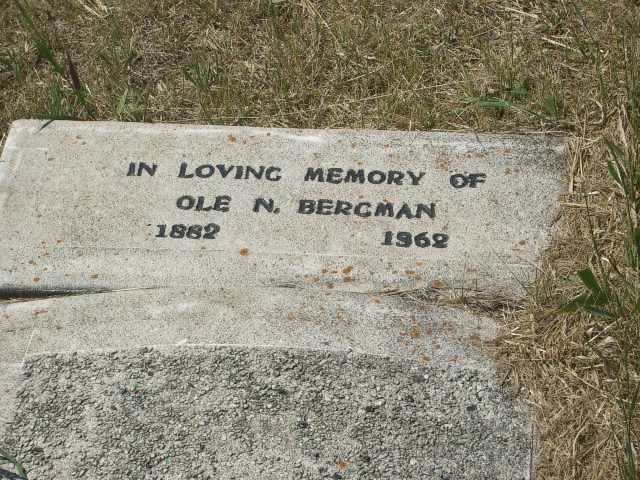 IN LOVING MEMORY OF
OLE N. BERGMAN
1882 1962